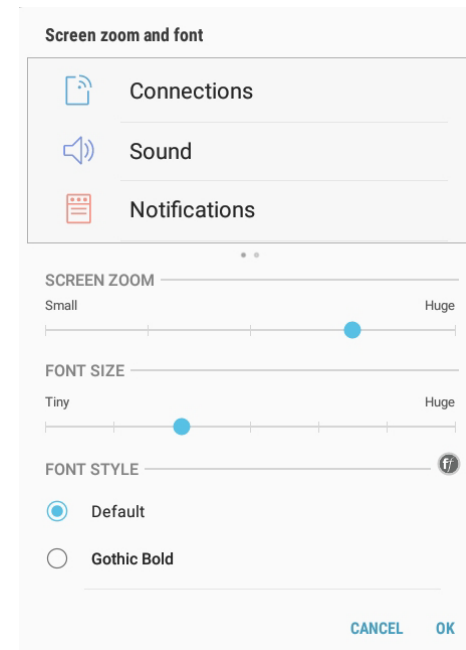 Screen zoom and font
Connections
Sound
Notifications
SCREEN ZOOM
Small Huge
FONT SIZE
Tiny Huge
FONT STYLE
Default
Gothic Bold
CANCEL OK